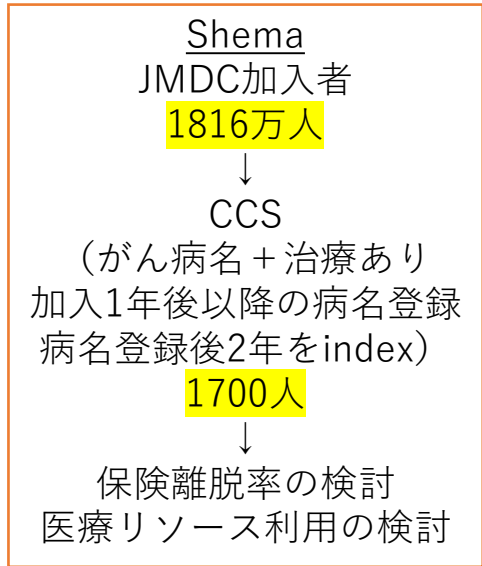 Shema
JMDC加入者
1816万人
↓
CCS
（がん病名＋治療あり
加入1年後以降の病名登録
病名登録後2年をindex）
1700人
↓
保険離脱率の検討
医療リソース利用の検討